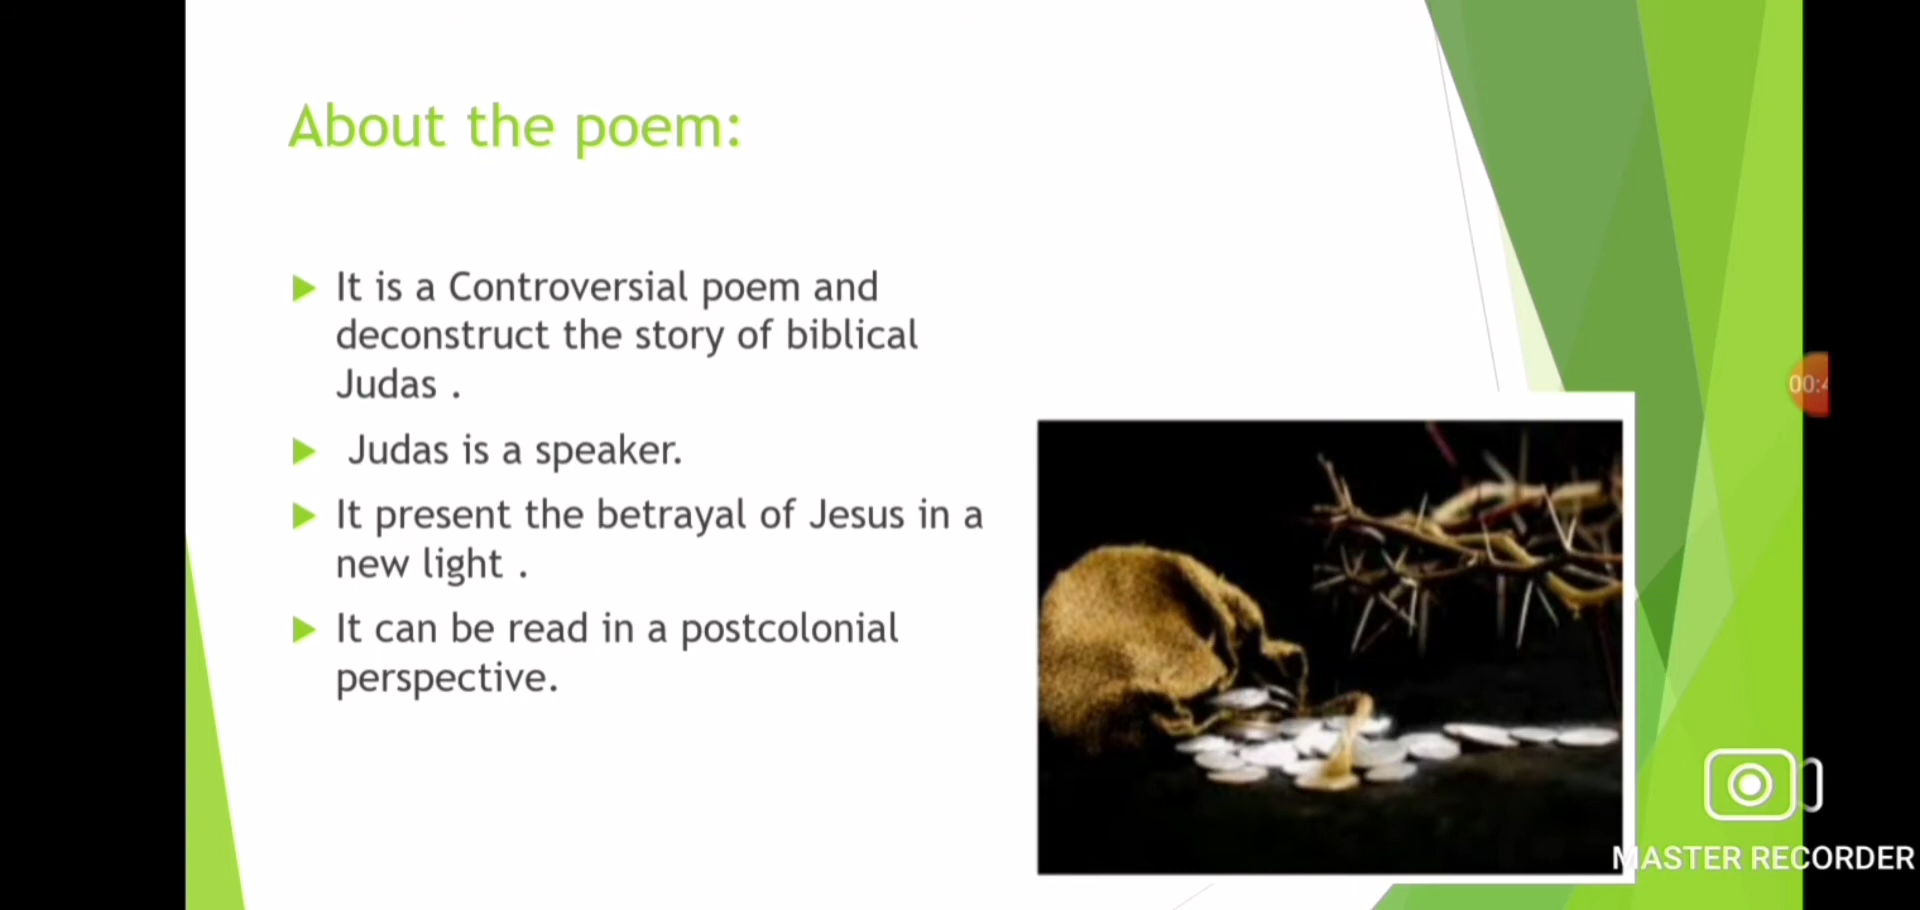 About the poem:
It is a Controversial poem and
deconstruct the story of biblical
Judas .
Judas is a speaker.
It present the betrayal of Jesus in a
new light .
It can be read in a postcolonial
perspective.
00:4
MASTER RECORDER